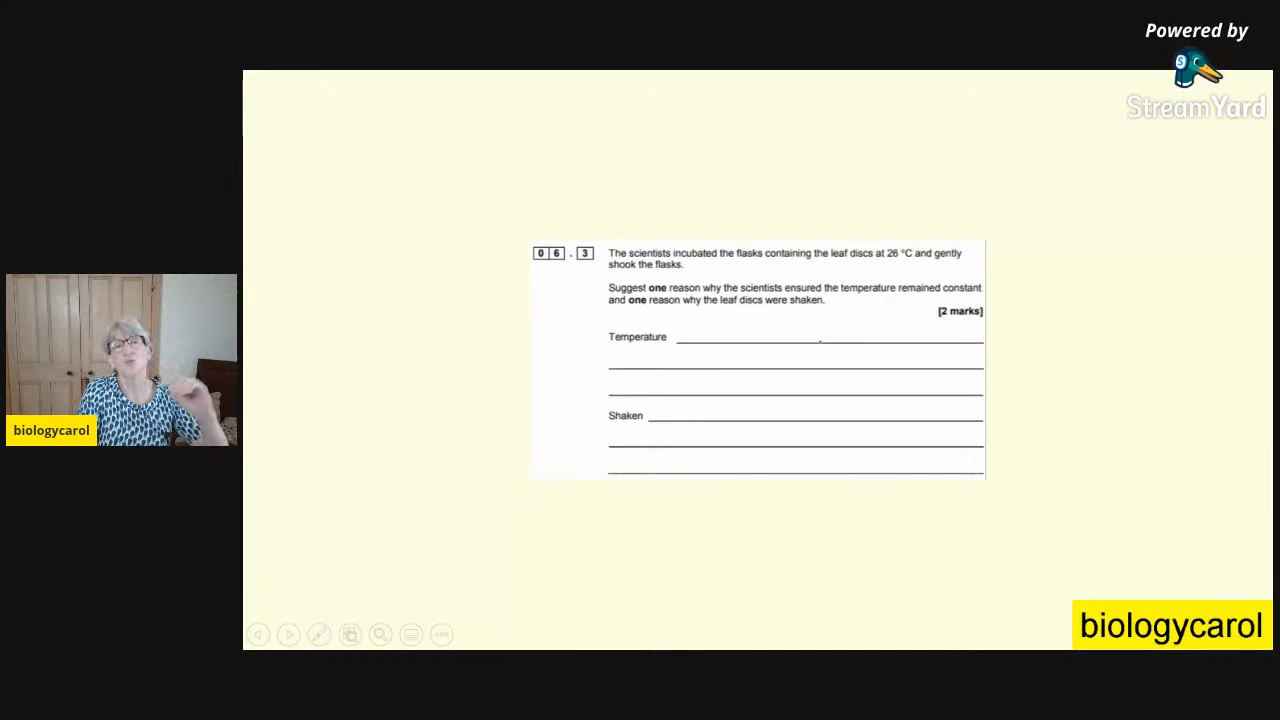 Powered by
StreamYard
06.3 The scientists incubated the flasks containing the leaf discs at 26 °C and gently
shook the flasks.
Suggest one reason why the scientists ensured the temperature remained constant
and one reason why the leaf discs were shaken.
[2 marks]
Temperature
Shaken
biologycarol
biologycarol